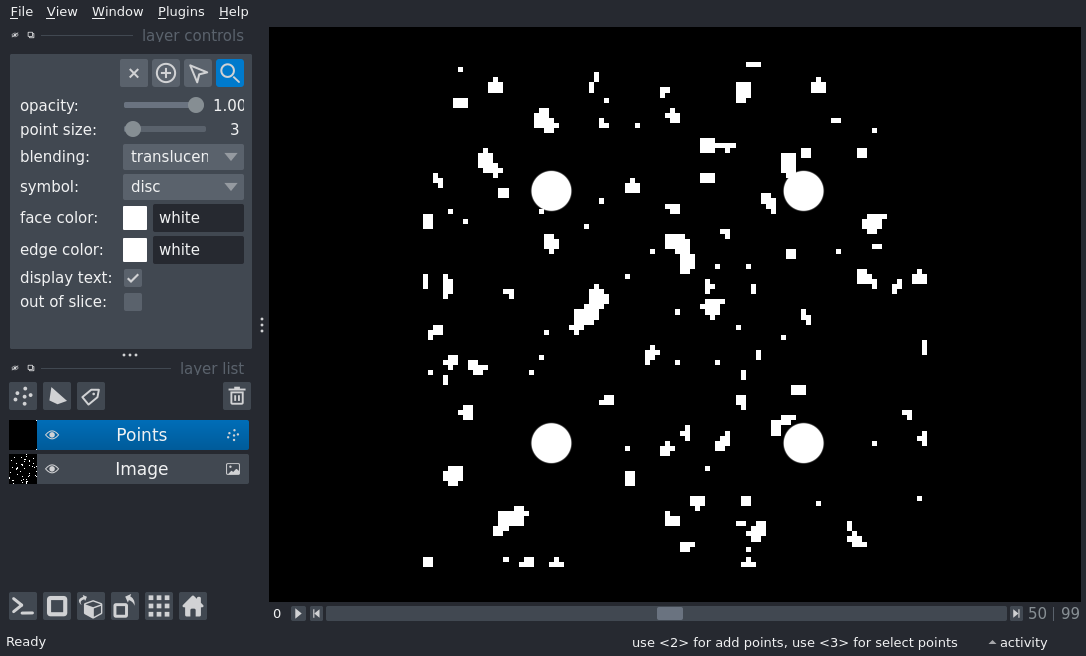 File View Window Plugins Help
layer controls
opacity: 1.00
point size: 3
blending: translucen
symbol: disc
face color: white
edge color: white
display text:
out of slice:
layer list
Points
Image
0 50 | 99
Ready use <2> for add points, use <3> for select points activity